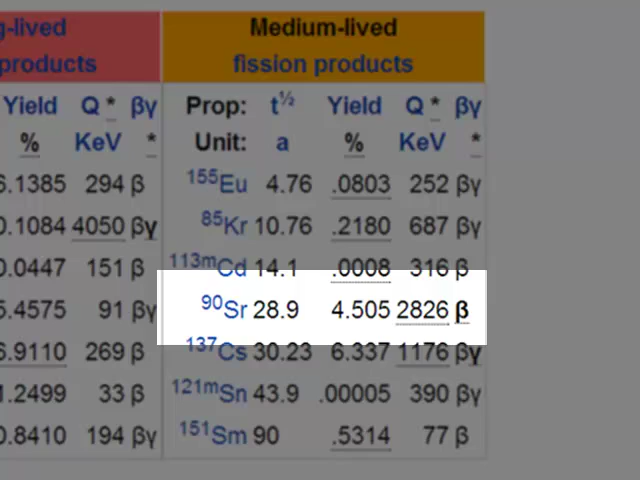 g-lived Medium-lived
products fission products
Yield Q * βγ Prop: t½ Yield Q * βγ
% KeV * Unit: a % KeV *
6.1385 294 β 155Eu 4.76 .0803 252 βγ
0.1084 4050 βγ 85Kr 10.76 .2180 687 βγ
0.0447 151 β 113mCd 14.1 .0008 316 β
5.4575 91 βγ 90Sr 28.9 4.505 2826 β
6.9110 269 β 137Cs 30.23 6.337 1176 βγ
1.2499 33 β 121mSn 43.9 .00005 390 βγ
0.8410 194 βγ 151Sm 90 .5314 77 β